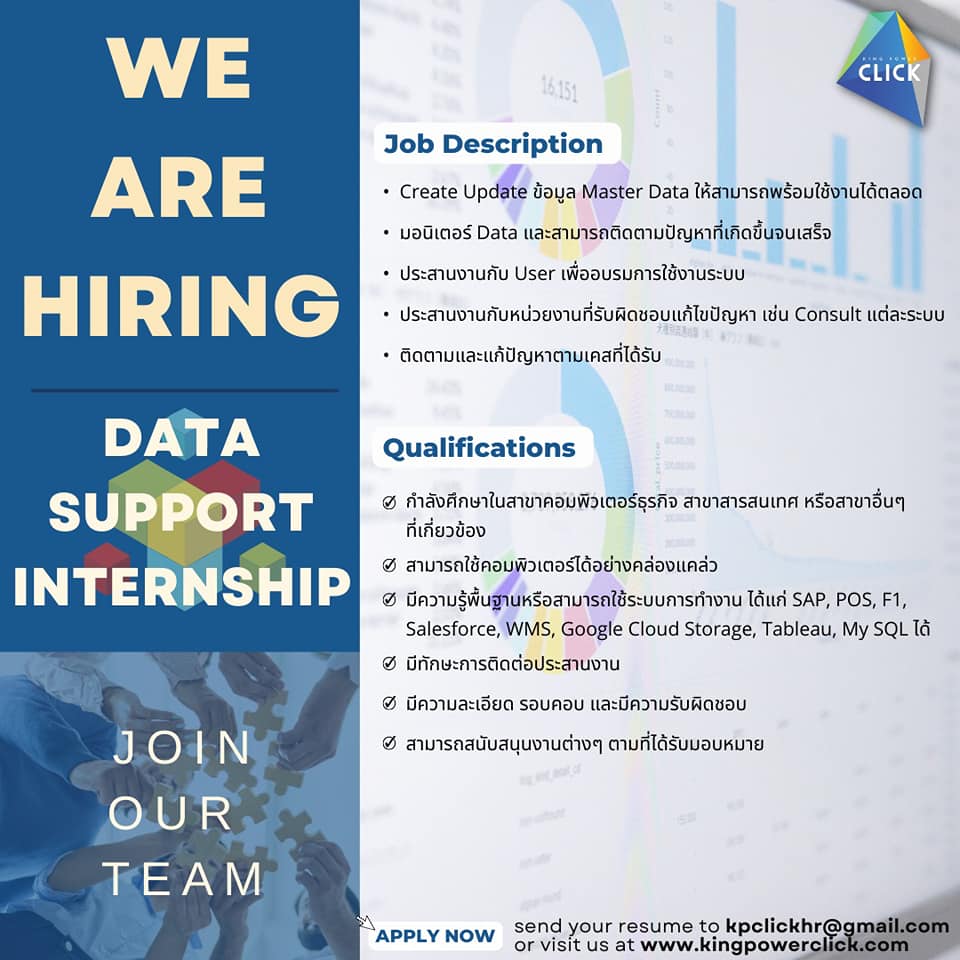 WE
ARE
HIRING
DATA
SUPPORT
INTERNSHIP
JOIN
OUR
TEAM
KING POWER
CLICK
Job Description
• Create Update ข้อมูล Master Data ให้สามารถพร้อมใช้งานได้ตลอด
• มอนิเตอร์ Data และสามารถติดตามปัญหาที่เกิดขึ้นจนเสร็จ
• ประสานงานกับ User เพื่ออบรมการใช้งานระบบ
• ประสานงานกับหน่วยงานที่รับผิดชอบแก้ไขปัญหา เช่น Consult แต่ละระบบ
• ติดตามและแก้ปัญหาตามเคสที่ได้รับ
Qualifications
กำลังศึกษาในสาขาคอมพิวเตอร์ธุรกิจ สาขาสารสนเทศ หรือสาขาอื่นๆ
ที่เกี่ยวข้อง
สามารถใช้คอมพิวเตอร์ได้อย่างคล่องแคล่ว
มีความรู้พื้นฐานหรือสามารถใช้ระบบการทำงาน ได้แก่ SAP, POS, F1,
Salesforce, WMS, Google Cloud Storage, Tableau, My SQL ได้
มีทักษะการติดต่อประสานงาน
มีความละเอียด รอบคอบ และมีความรับผิดชอบ
สามารถสนับสนุนงานต่างๆ ตามที่ได้รับมอบหมาย
APPLY NOW
send your resume to kpclickhr@gmail.com
or visit us at www.kingpowerclick.com
16,151
Count